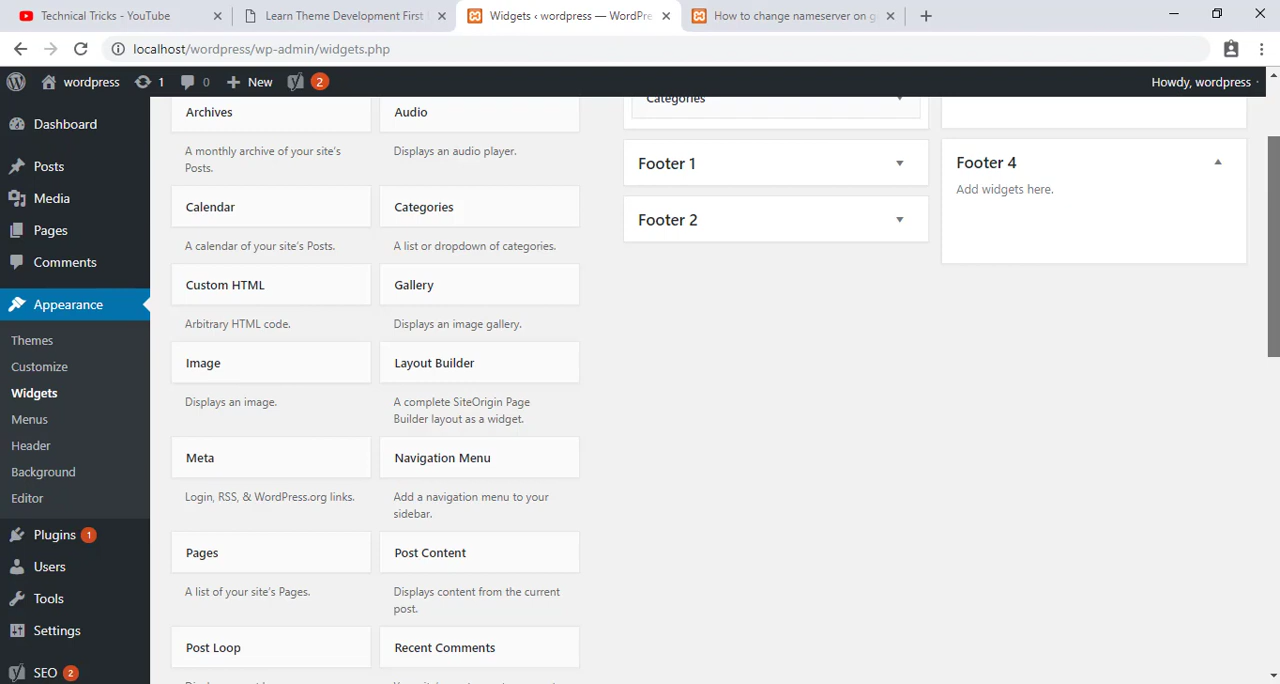 Technical Tricks - YouTube
Learn Theme Development First
Widgets ‹ wordpress — WordPre
How to change nameserver on g
localhost/wordpress/wp-admin/widgets.php
wordpress
1
0
New
2
Howdy, wordpress
Dashboard
Posts
Media
Pages
Comments
Appearance
Themes
Customize
Widgets
Menus
Header
Background
Editor
Plugins 1
Users
Tools
Settings
SEO 2
Archives
A monthly archive of your site's
Posts.
Audio
Displays an audio player.
Calendar
A calendar of your site's Posts.
Categories
A list or dropdown of categories.
Custom HTML
Arbitrary HTML code.
Gallery
Displays an image gallery.
Image
Displays an image.
Layout Builder
A complete SiteOrigin Page
Builder layout as a widget.
Meta
Login, RSS, & WordPress.org links.
Navigation Menu
Add a navigation menu to your
sidebar.
Pages
A list of your site's Pages.
Post Content
Displays content from the current
post.
Post Loop
Recent Comments
Categories
Footer 1
Footer 2
Footer 4
Add widgets here.